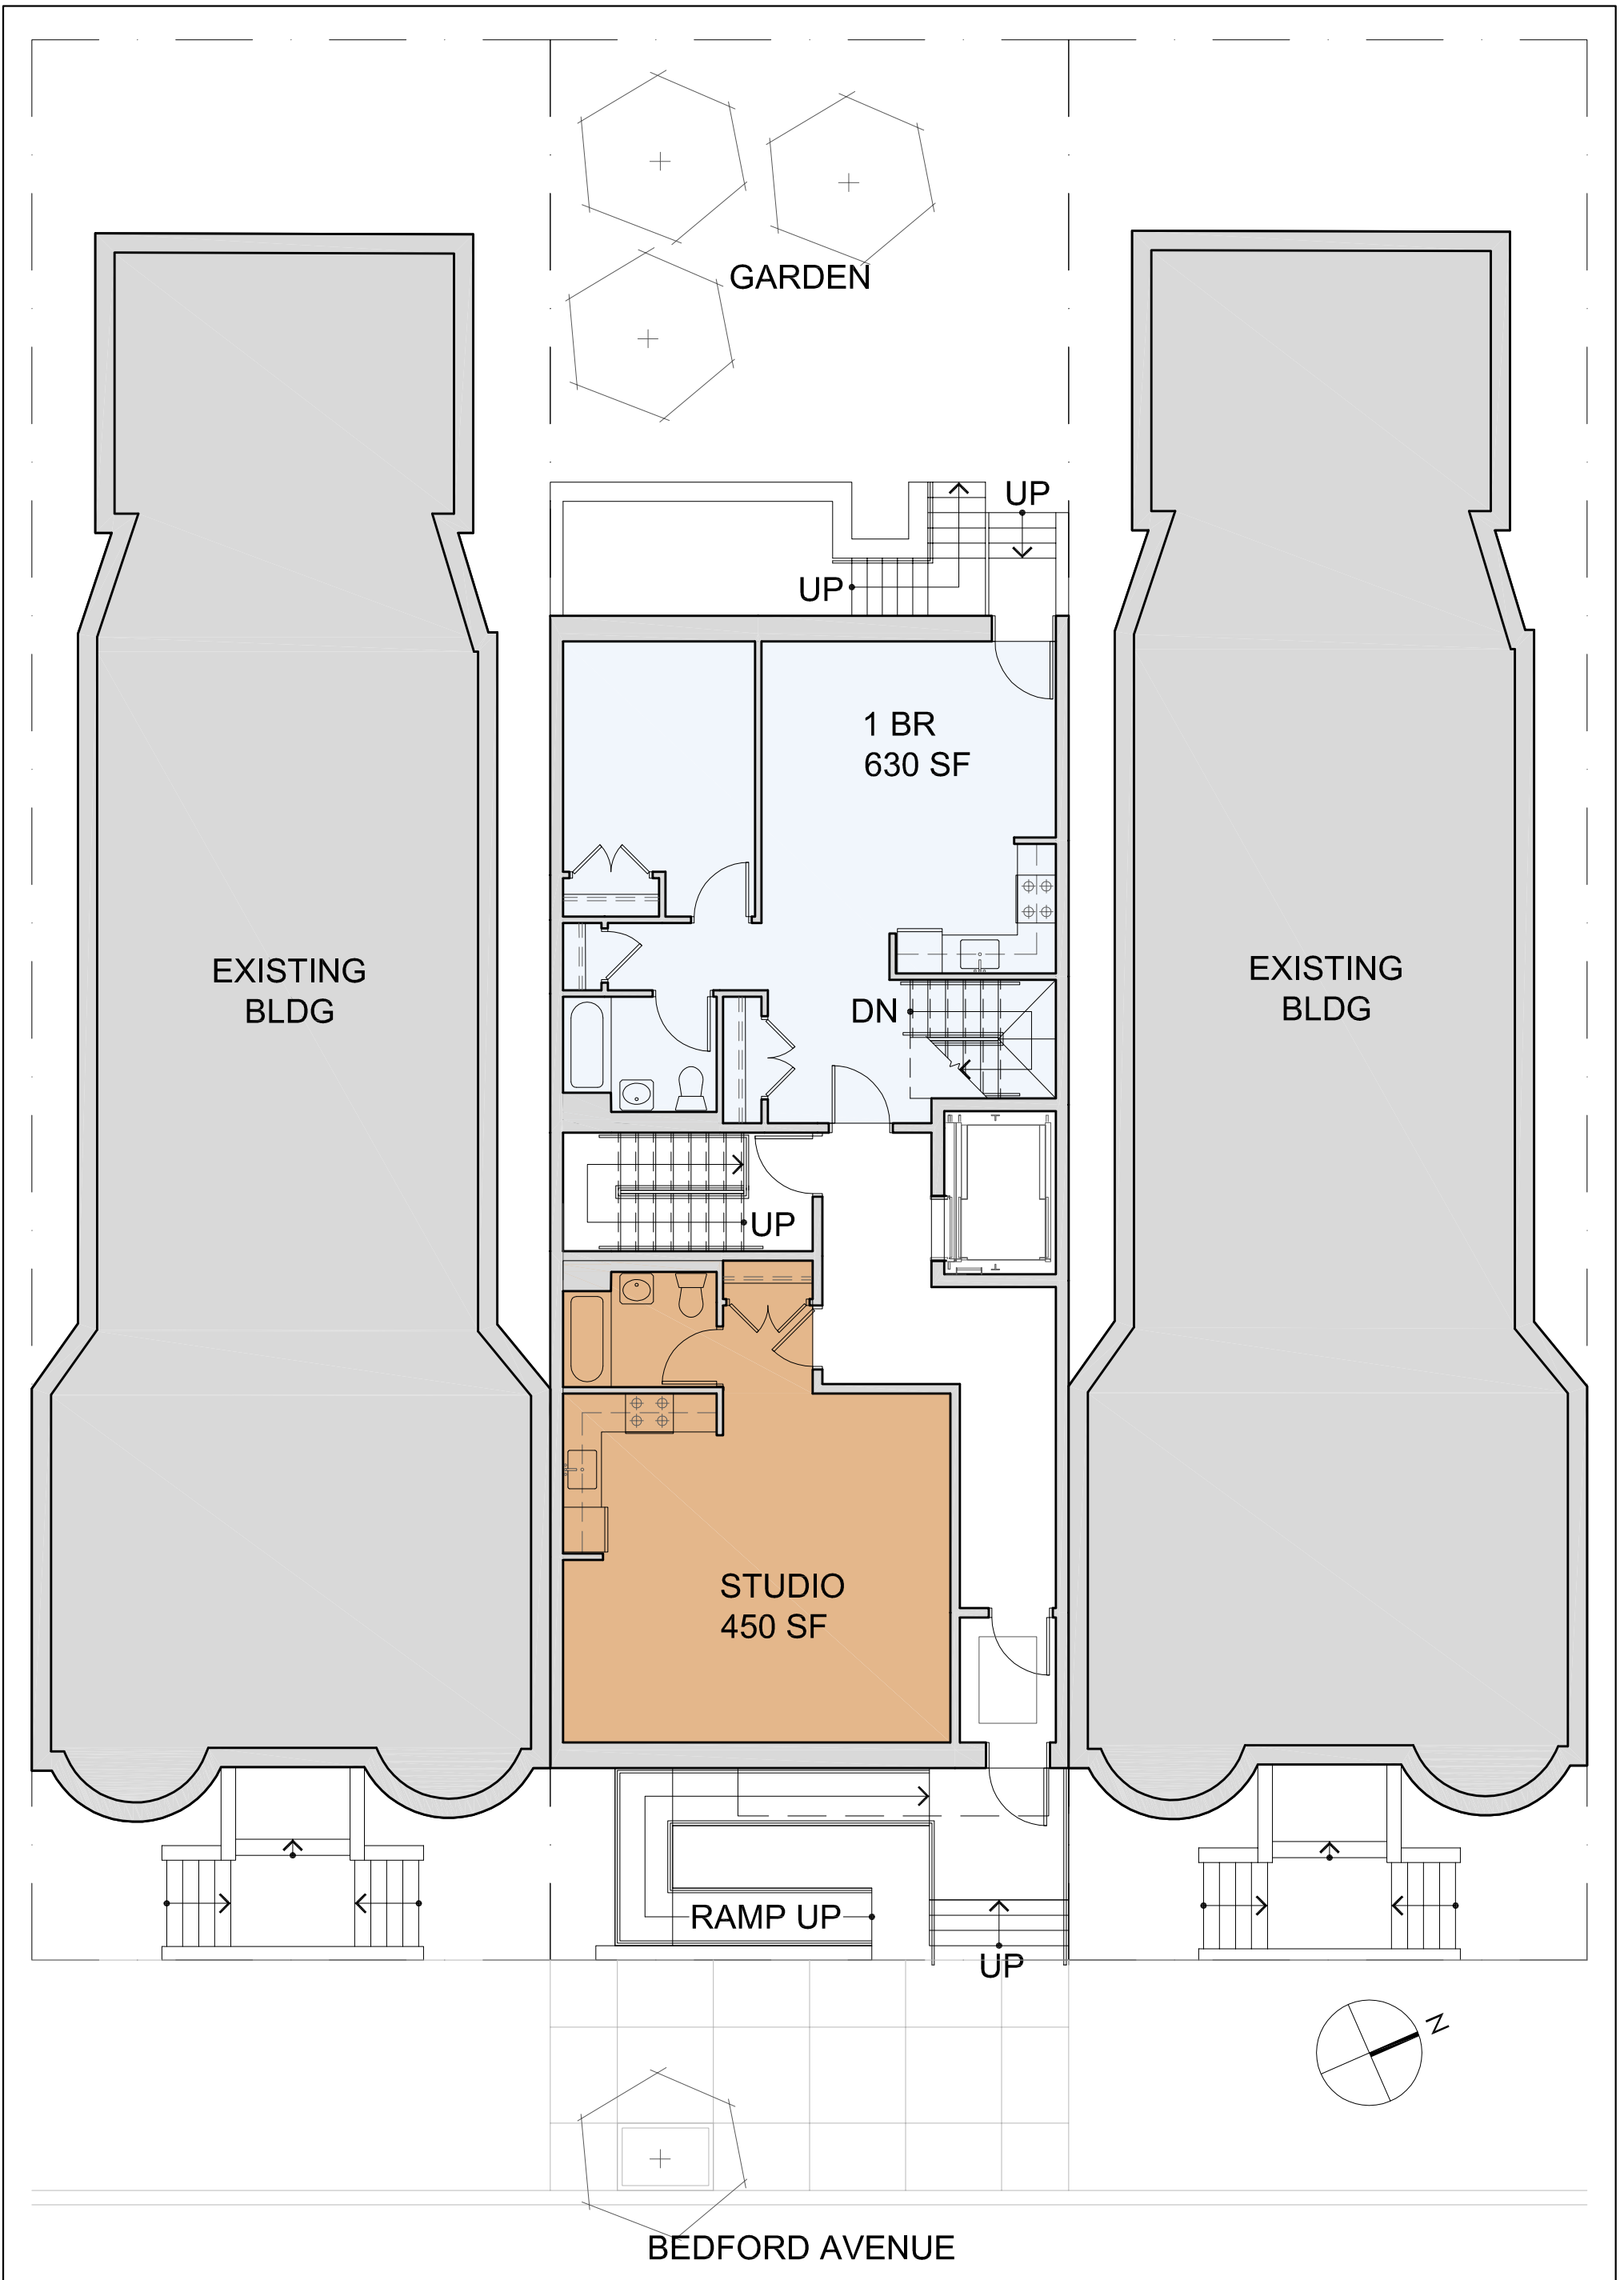 GARDEN
UP
UP
1 BR
630 SF
EXISTING
BLDG
EXISTING
BLDG
DN
UP
STUDIO
450 SF
RAMP UP
UP
N
BEDFORD AVENUE